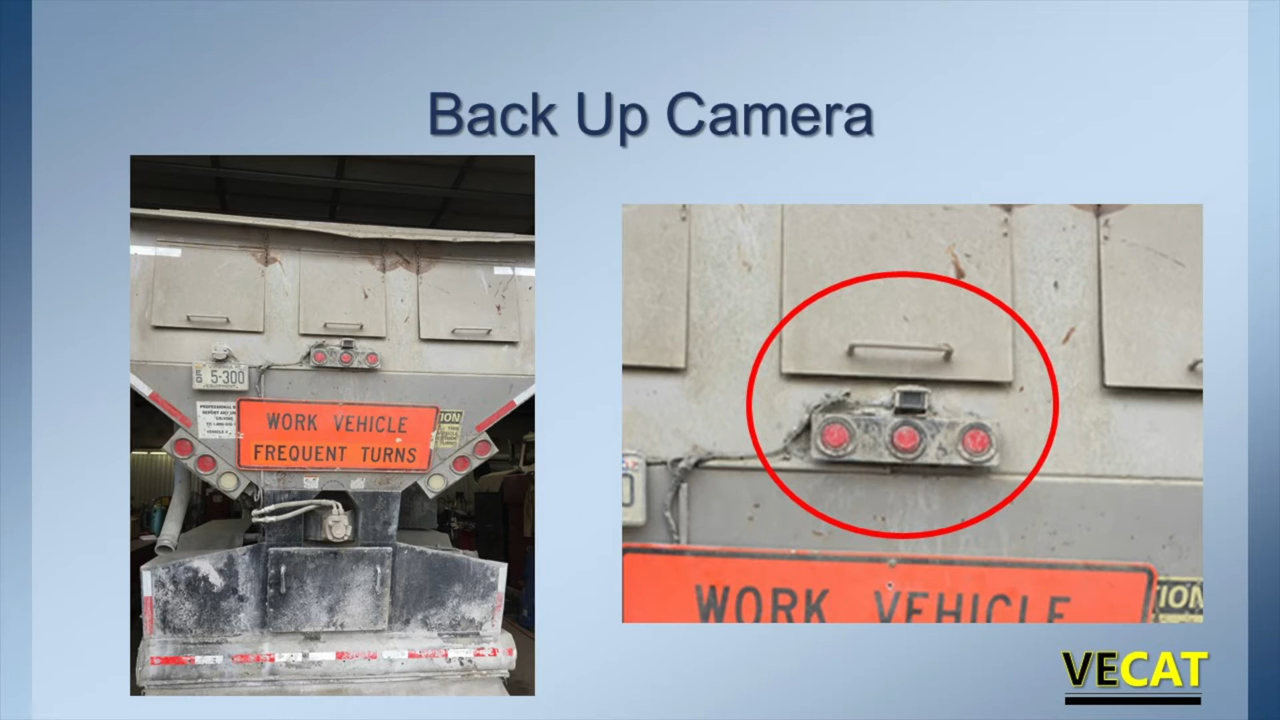 Back Up Camera
5-300
WORK VEHICLE
FREQUENT TURNS
WORK VEHICLE
VECAT